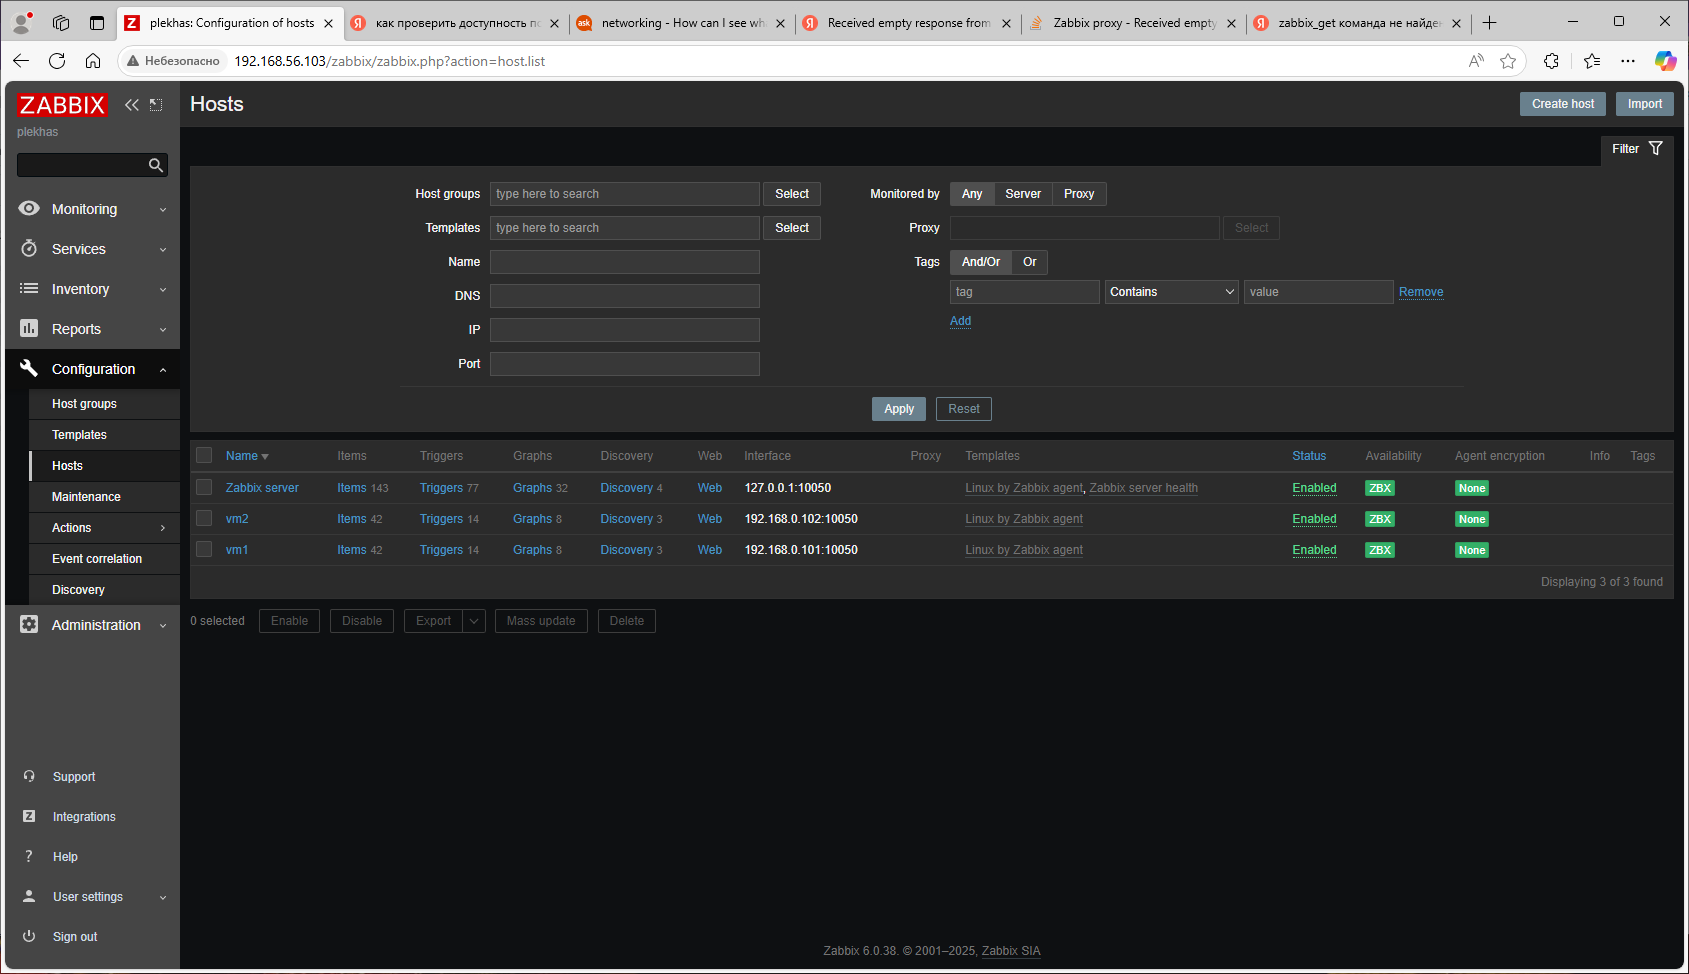 plekhas: Configuration of hosts
как проверить доступность по
networking - How can I see wh
Received empty response from
Zabbix proxy - Received empty
zabbix_get команда не найден
Небезопасно
192.168.56.103/zabbix/zabbix.php?action=host.list
ZABBIX
plekhas
Monitoring
Services
Inventory
Reports
Configuration
Host groups
Templates
Hosts
Maintenance
Actions
Event correlation
Discovery
Administration
Support
Integrations
Help
User settings
Sign out
Hosts
Create host Import
Filter
Host groups type here to search Select
Templates type here to search Select
Name
DNS
IP
Port
Monitored by Any Server Proxy
Proxy Select
Tags And/Or Or
tag Contains value Remove
Add
Apply Reset
Name Items Triggers Graphs Discovery Web Interface Proxy Templates Status Availability Agent encryption Info Tags
Zabbix server Items 143 Triggers 77 Graphs 32 Discovery 4 Web 127.0.0.1:10050 Linux by Zabbix agent, Zabbix server health Enabled ZBX None
vm2 Items 42 Triggers 14 Graphs 8 Discovery 3 Web 192.168.0.102:10050 Linux by Zabbix agent Enabled ZBX None
vm1 Items 42 Triggers 14 Graphs 8 Discovery 3 Web 192.168.0.101:10050 Linux by Zabbix agent Enabled ZBX None
Displaying 3 of 3 found
0 selected Enable Disable Export Mass update Delete
Zabbix 6.0.38. © 2001–2025, Zabbix SIA